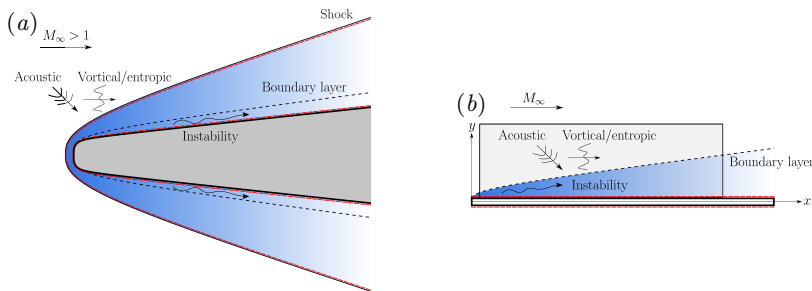 (a)
M∞ > 1
Shock
Acoustic Vortical/entropic
Boundary layer
Instability
(b)
M∞
y
Acoustic Vortical/entropic
Boundary layer
Instability
x